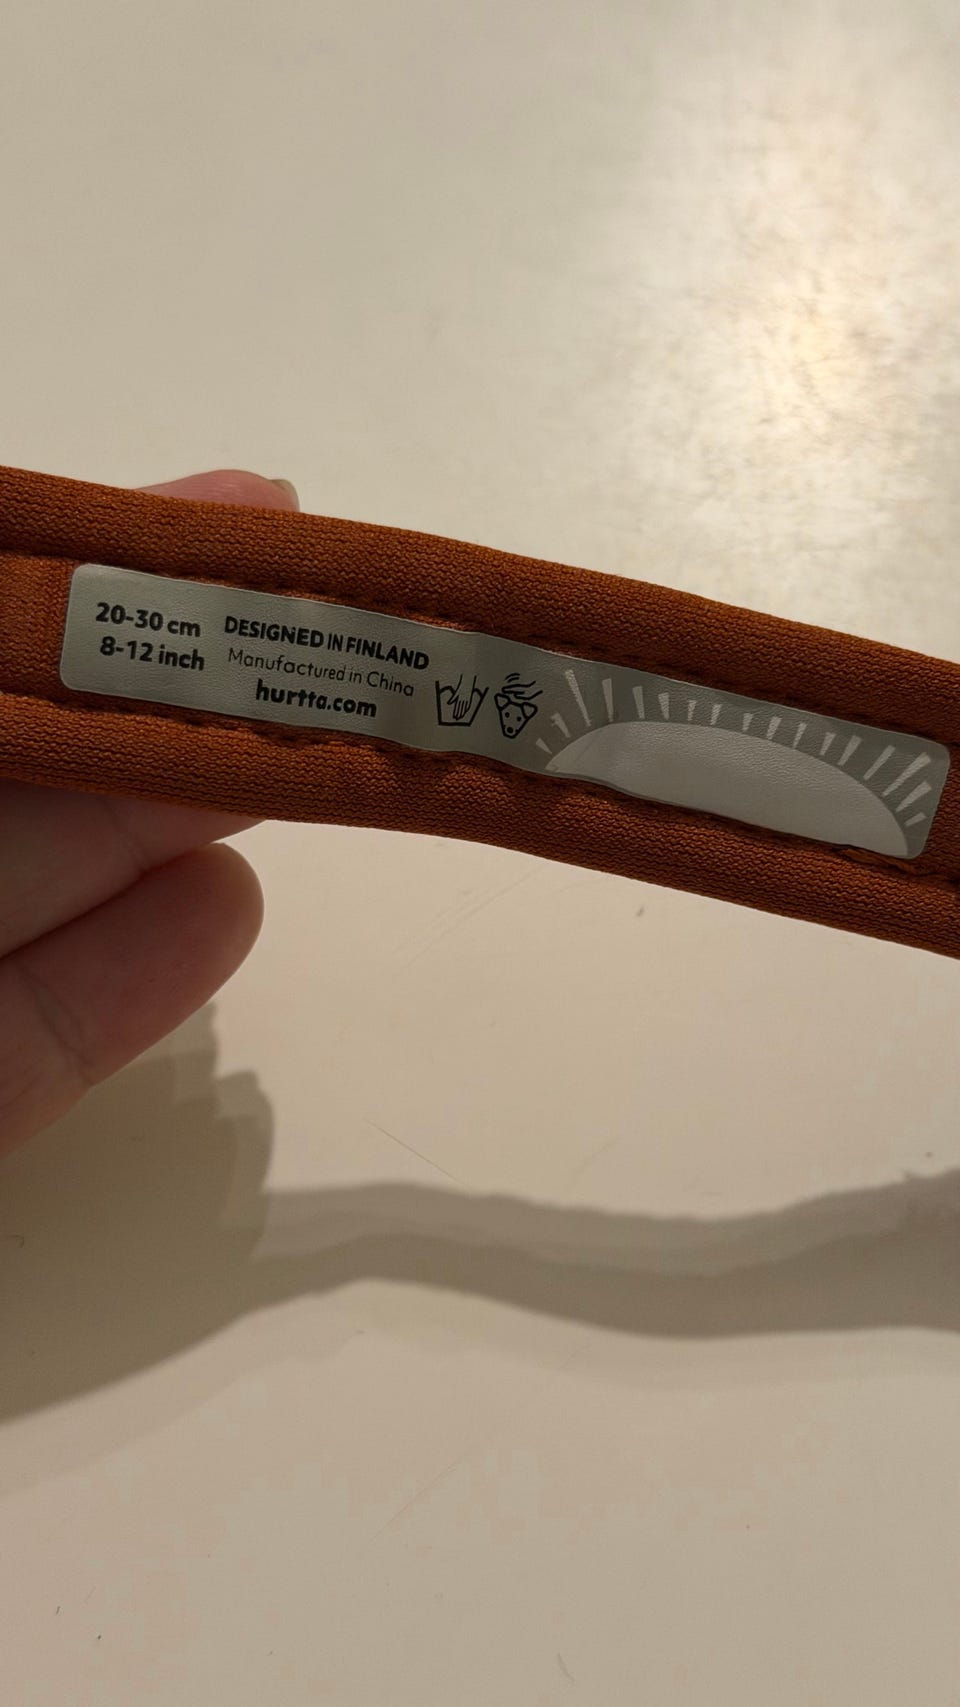 20-30 cm
8-12 inch
DESIGNED IN FINLAND
Manufactured in China
hurtta.com